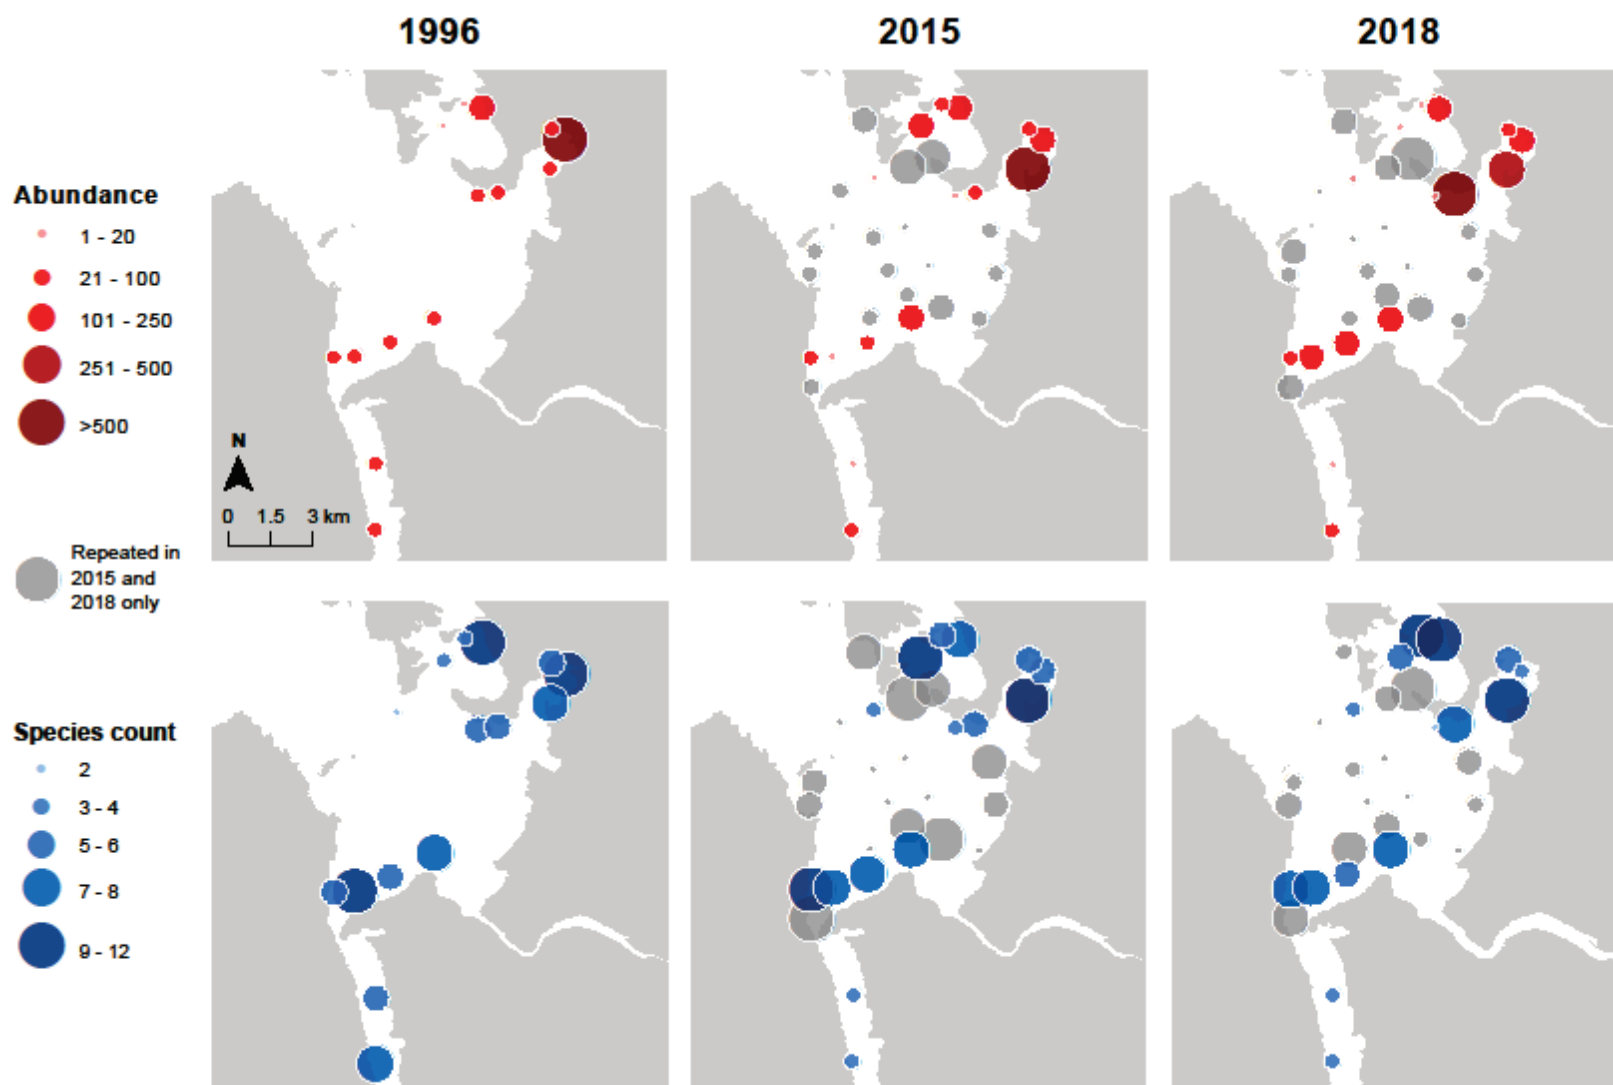 1996
2015
2018
Abundance
1 - 20
21 - 100
101 - 250
251 - 500
>500
N
0 1.5 3 km
Repeated in
2015 and
2018 only
Species count
2
3 - 4
5 - 6
7 - 8
9 - 12